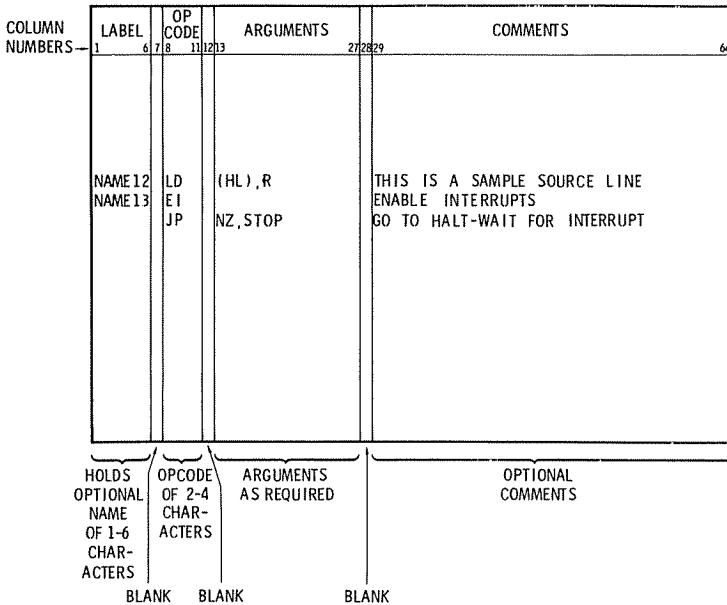 COLUMN NUMBERS
LABEL
OP CODE
ARGUMENTS
COMMENTS
1 6 7 8 11 12 13 27 28 29 64
NAME12 LD (HL),R THIS IS A SAMPLE SOURCE LINE
NAME13 EI ENABLE INTERRUPTS
JP NZ,STOP GO TO HALT-WAIT FOR INTERRUPT
HOLDS
OPTIONAL
NAME
OF 1-6
CHAR-
ACTERS
OPCODE
OF 2-4
CHAR-
ACTERS
ARGUMENTS
AS REQUIRED
OPTIONAL
COMMENTS
BLANK BLANK BLANK